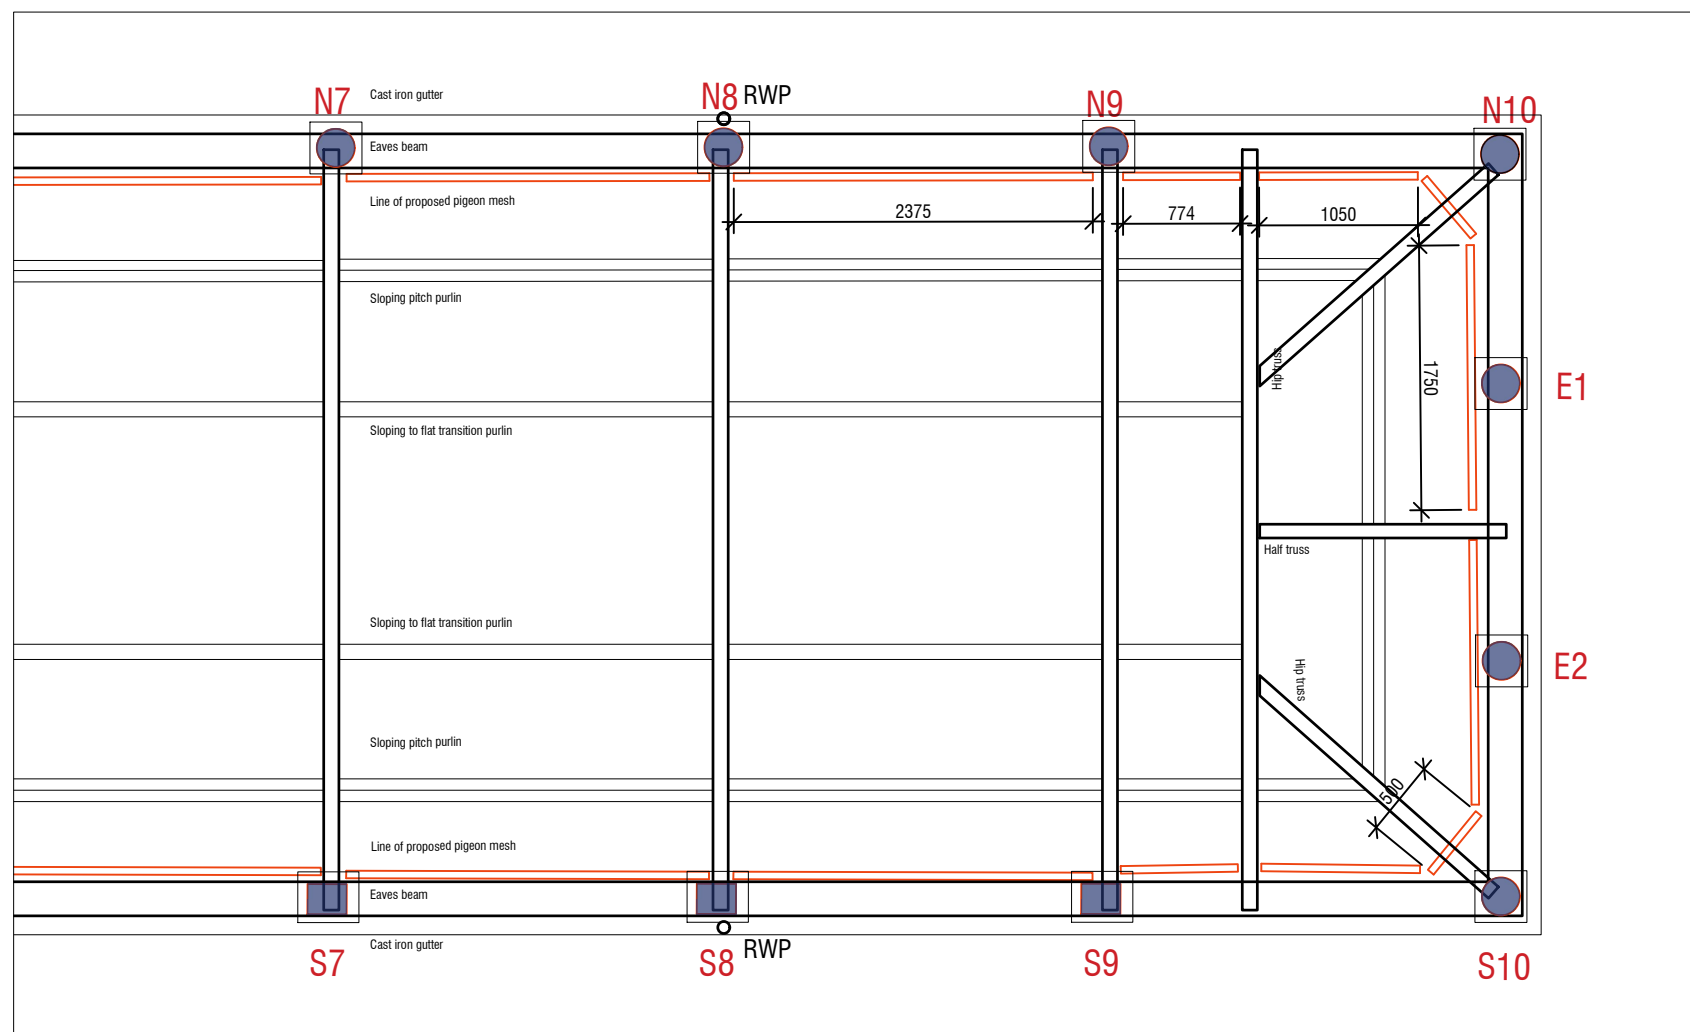 N7
Cast iron gutter
N8
RWP
N9
N10
Eaves beam
Line of proposed pigeon mesh
2375
774
1050
Sloping pitch purlin
Hip truss
1750
E1
Sloping to flat transition purlin
Half truss
Sloping to flat transition purlin
Hip truss
E2
Sloping pitch purlin
500
Line of proposed pigeon mesh
Eaves beam
Cast iron gutter
S7
S8
RWP
S9
S10